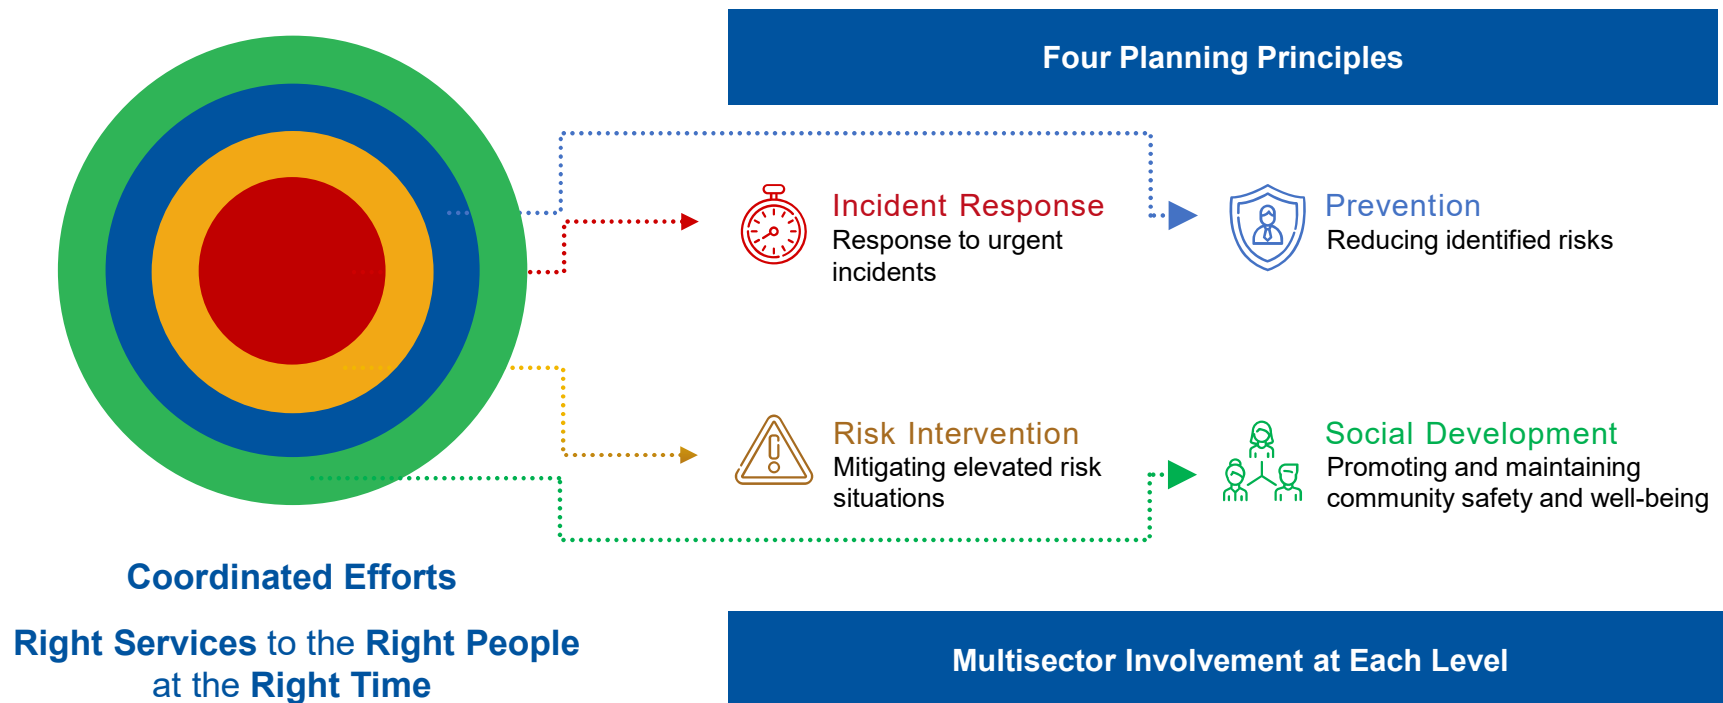 Four Planning Principles
Incident Response
Response to urgent
incidents
Prevention
Reducing identified risks
Risk Intervention
Mitigating elevated risk
situations
Social Development
Promoting and maintaining
community safety and well-being
Coordinated Efforts
Right Services to the Right People
at the Right Time
Multisector Involvement at Each Level